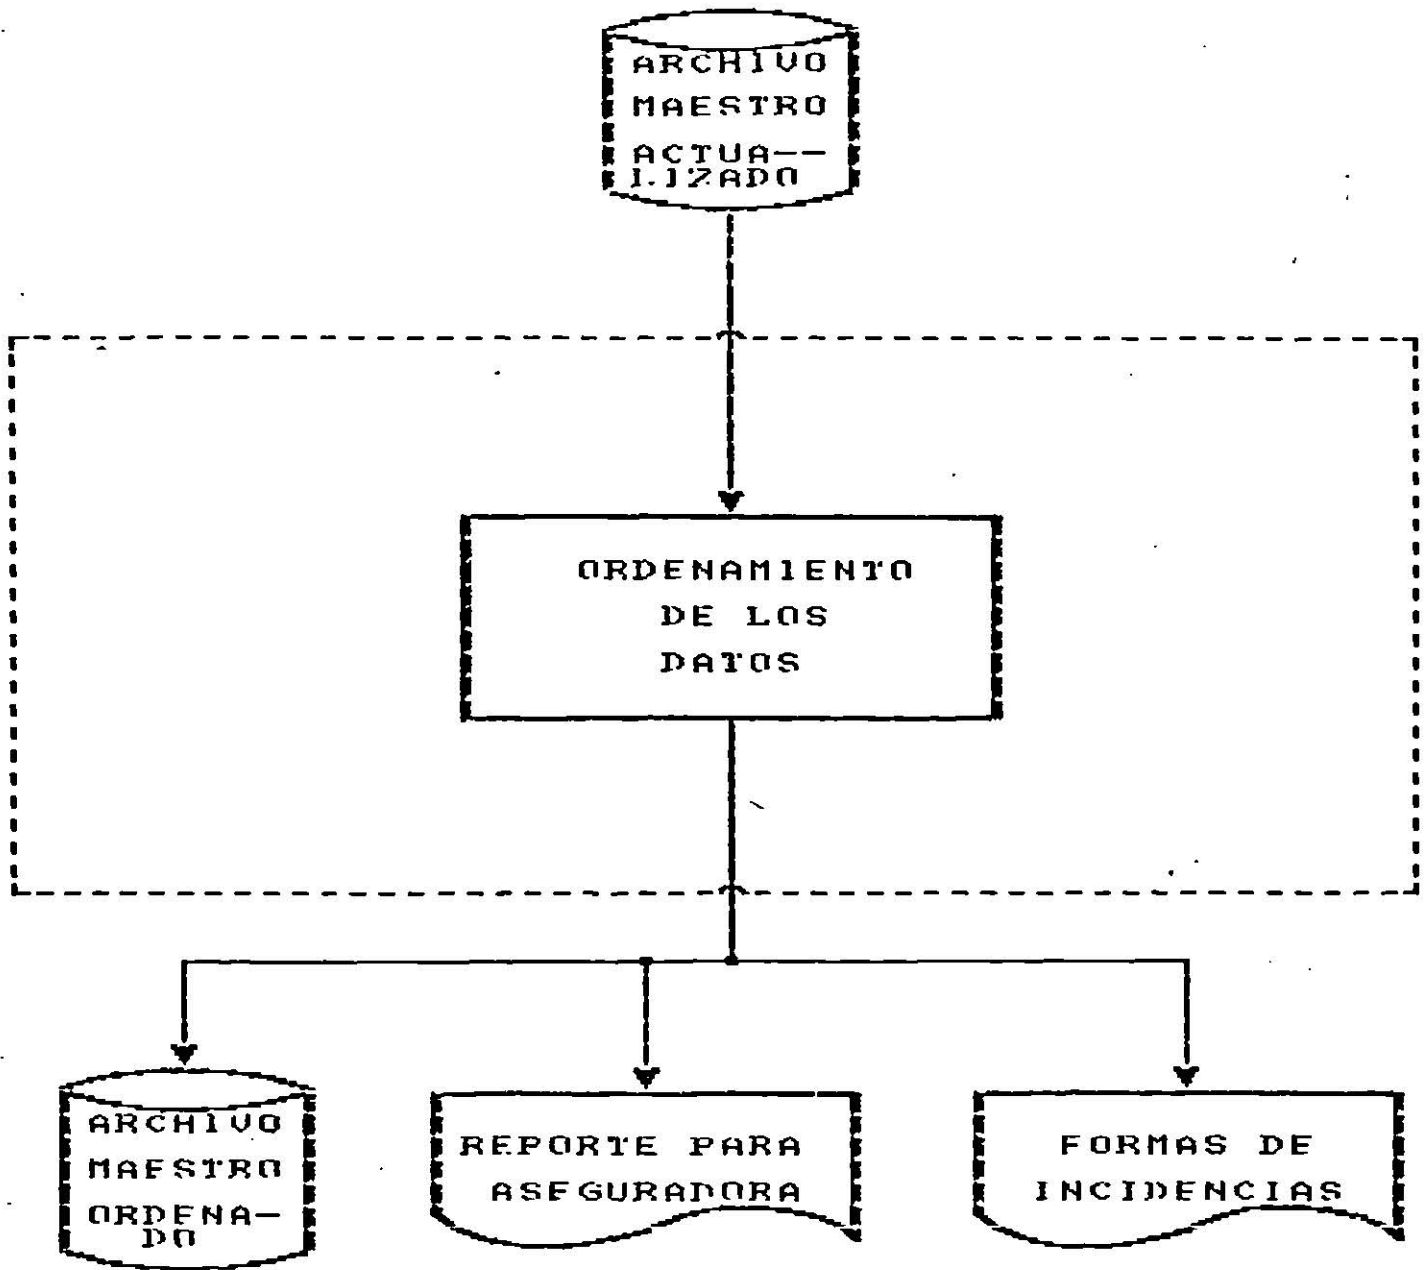 ARCHIVO
MAESTRO
ACTUA--
LIZADO
ORDENAMIENTO
DE LOS
DATOS
ARCHIVO
MAESTRO
ORDENA-
DO
REPORTE PARA
ASEGURADORA
FORMAS DE
INCIDENCIAS